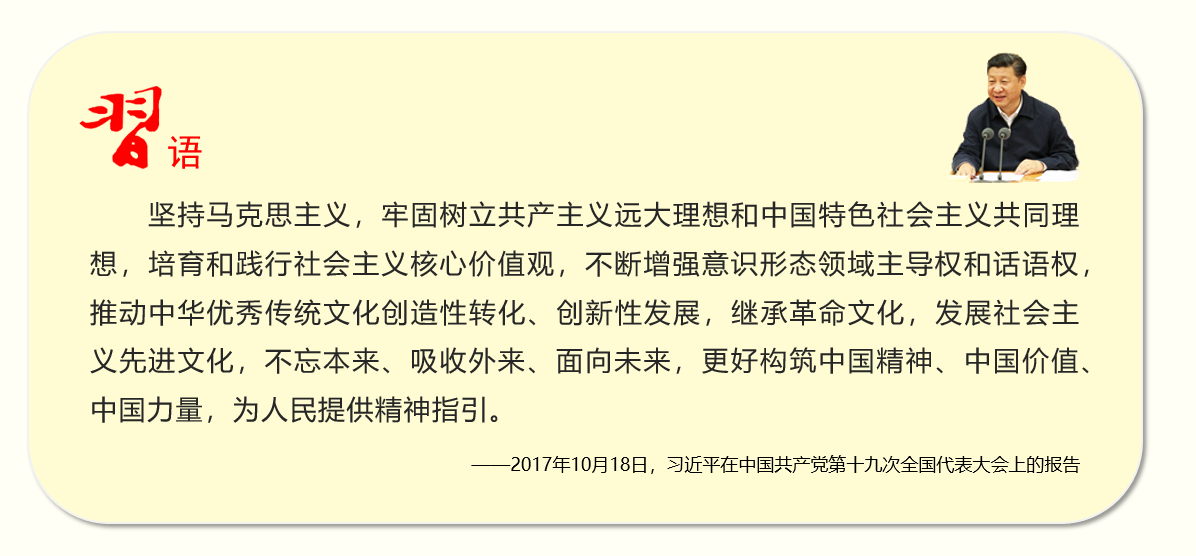 習语
坚持马克思主义，牢固树立共产主义远大理想和中国特色社会主义共同理
想，培育和践行社会主义核心价值观，不断增强意识形态领域主导权和话语权，
推动中华优秀传统文化创造性转化、创新性发展，继承革命文化，发展社会主
义先进文化，不忘本来、吸收外来、面向未来，更好构筑中国精神、中国价值、
中国力量，为人民提供精神指引。
——2017年10月18日，习近平在中国共产党第十九次全国代表大会上的报告